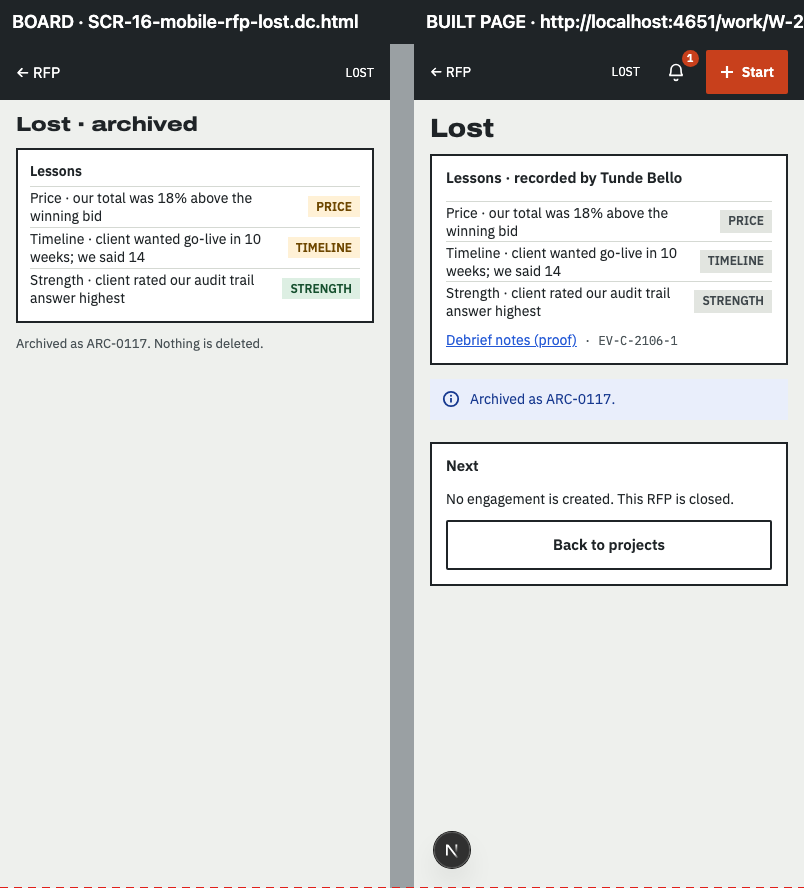 BOARD · SCR-16-mobile-rfp-lost.dc.html
← RFP
LOST
Lost · archived
Lessons
Price · our total was 18% above the
winning bid
PRICE
Timeline · client wanted go-live in 10
weeks; we said 14
TIMELINE
Strength · client rated our audit trail
answer highest
STRENGTH
Archived as ARC-0117. Nothing is deleted.
BUILT PAGE · http://localhost:4651/work/W-2
← RFP
LOST
1
+ Start
Lost
Lessons · recorded by Tunde Bello
Price · our total was 18% above the
winning bid
PRICE
Timeline · client wanted go-live in 10
weeks; we said 14
TIMELINE
Strength · client rated our audit trail
answer highest
STRENGTH
Debrief notes (proof) · EV-C-2106-1
Archived as ARC-0117.
Next
No engagement is created. This RFP is closed.
Back to projects
N